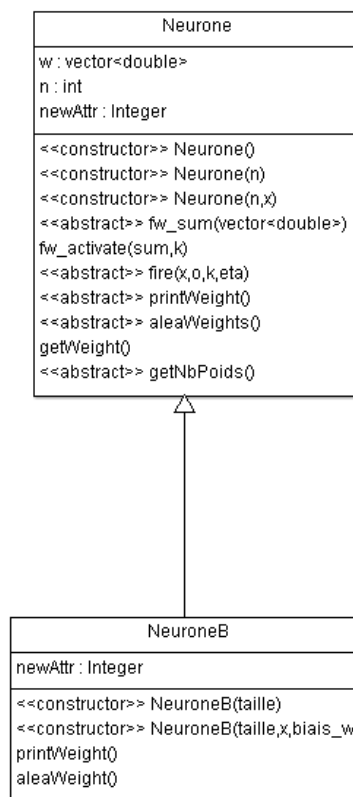 Neurone
w : vector<double>
n : int
newAttr : Integer
<<constructor>> Neurone()
<<constructor>> Neurone(n)
<<constructor>> Neurone(n,x)
<<abstract>> fw_sum(vector<double>)
fw_activate(sum,k)
<<abstract>> fire(x,o,k,eta)
<<abstract>> printWeight()
<<abstract>> aleaWeights()
getWeight()
<<abstract>> getNbPoids()
NeuroneB
newAttr : Integer
<<constructor>> NeuroneB(taille)
<<constructor>> NeuroneB(taille,x,biais_w
printWeight()
aleaWeight()